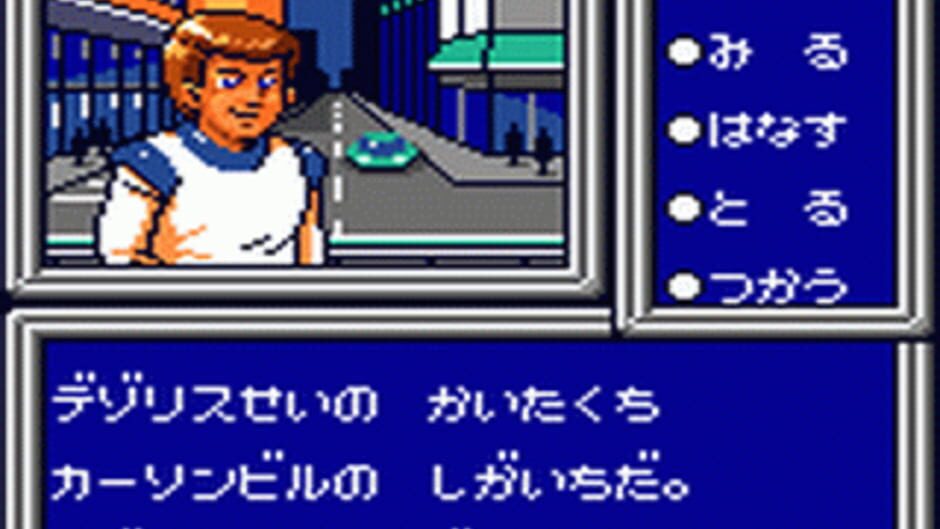 み　る
はなす
と　る
つかう
デゾリスせいの　かいたくち
カーソンビルの　しがいちだ。